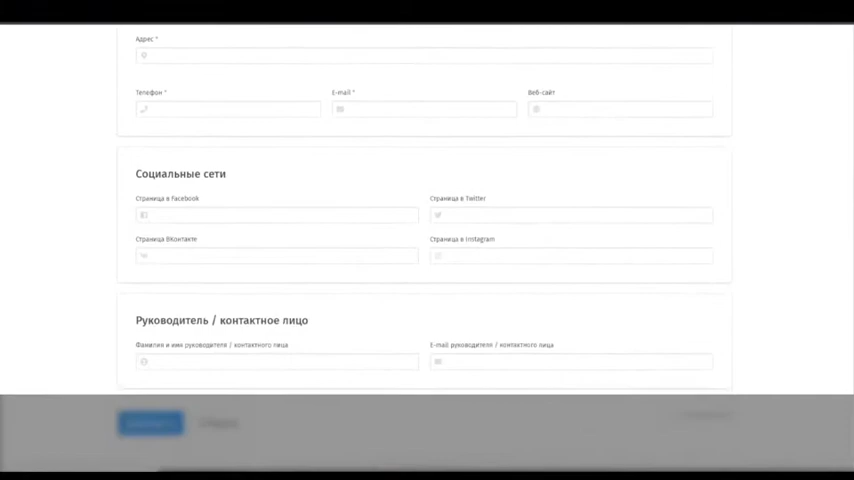 Адрес *
Телефон *
E-mail *
Веб-сайт
Социальные сети
Страница в Facebook
Страница в Twitter
Страница ВКонтакте
Страница в Instagram
Руководитель / контактное лицо
Фамилия и имя руководителя / контактного лица
E-mail руководителя / контактного лица